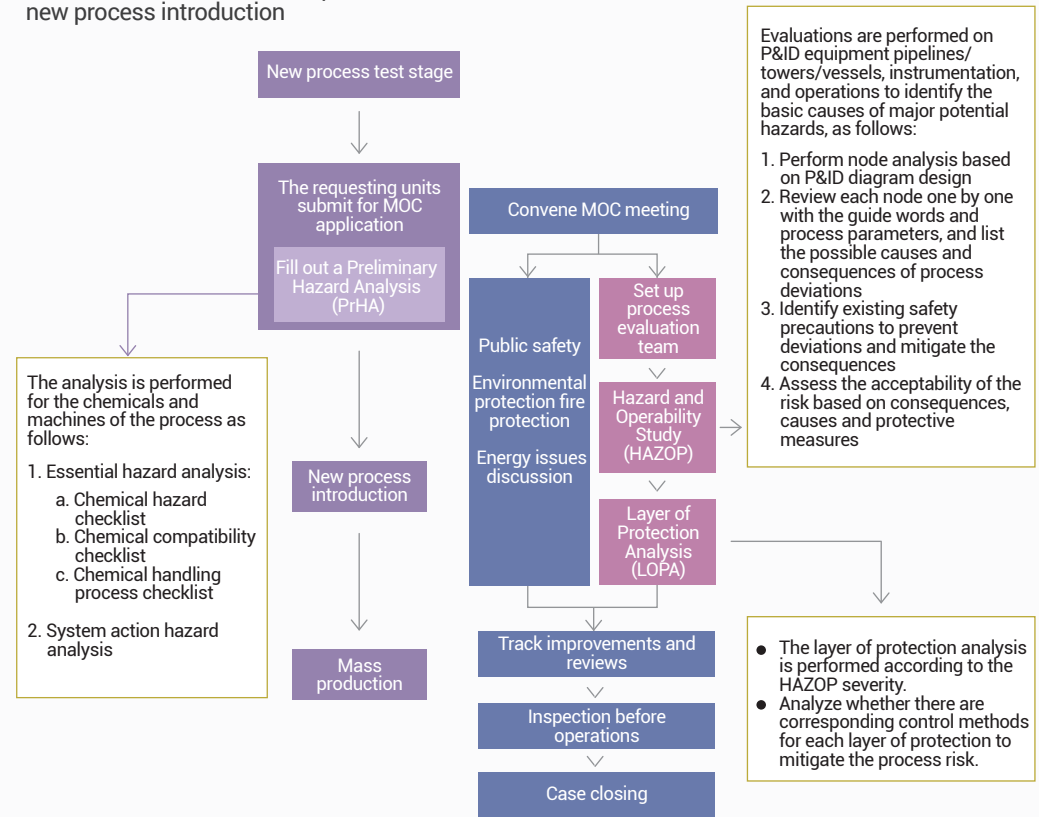 new process introduction
New process test stage
The requesting units
submit for MOC
application
Fill out a Preliminary
Hazard Analysis
(PrHA)
The analysis is performed
for the chemicals and
machines of the process as
follows:
1. Essential hazard analysis:
a. Chemical hazard
checklist
b. Chemical compatibility
checklist
c. Chemical handling
process checklist
2. System action hazard
analysis
New process
introduction
Mass
production
Convene MOC meeting
Public safety
Environmental
protection fire
protection
Energy issues
discussion
Set up
process
evaluation
team
Hazard and
Operability
Study
(HAZOP)
Layer of
Protection
Analysis
(LOPA)
Track improvements and
reviews
Inspection before
operations
Case closing
Evaluations are performed on
P&ID equipment pipelines/
towers/vessels, instrumentation,
and operations to identify the
basic causes of major potential
hazards, as follows:
1. Perform node analysis based
on P&ID diagram design
2. Review each node one by one
with the guide words and
process parameters, and list
the possible causes and
consequences of process
deviations
3. Identify existing safety
precautions to prevent
deviations and mitigate the
consequences
4. Assess the acceptability of the
risk based on consequences,
causes and protective
measures
● The layer of protection analysis
is performed according to the
HAZOP severity.
● Analyze whether there are
corresponding control methods
for each layer of protection to
mitigate the process risk.